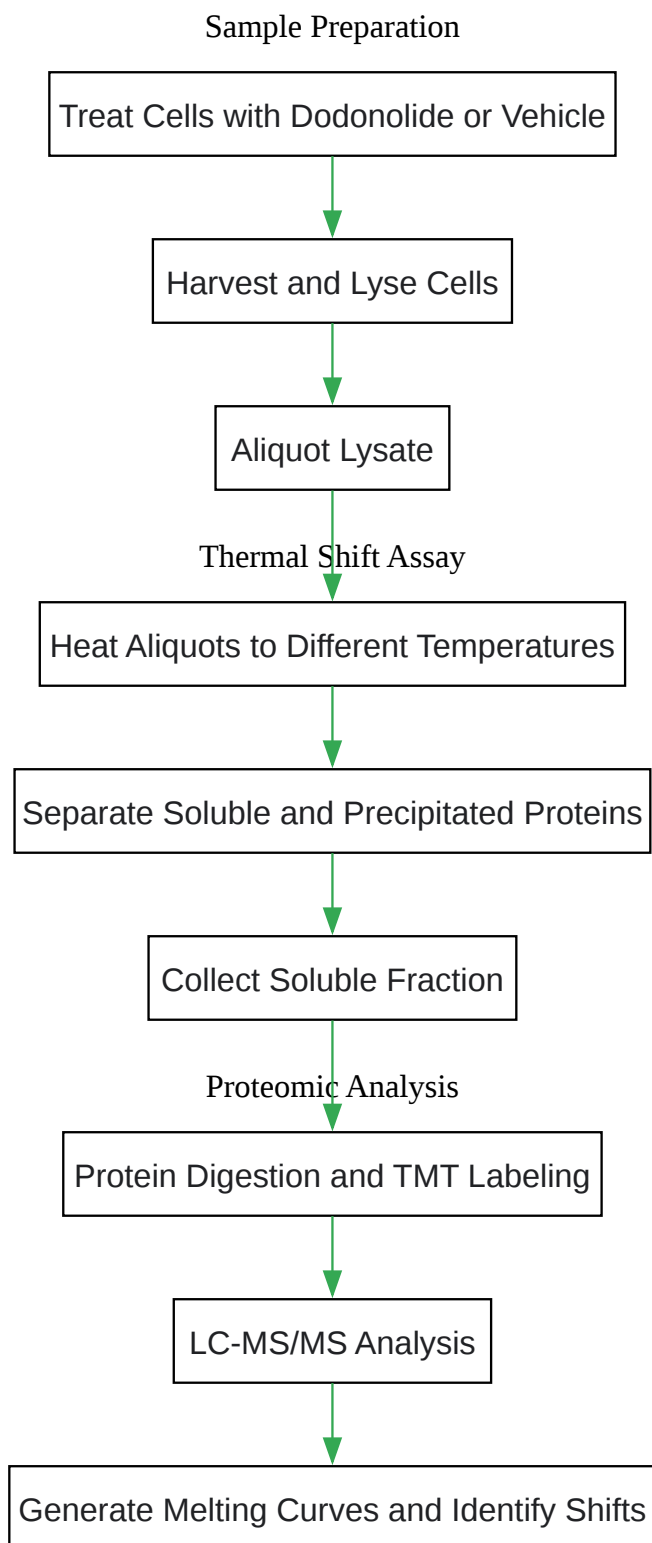 Sample Preparation
Treat Cells with Dodonolide or Vehicle
Harvest and Lyse Cells
Aliquot Lysate
Thermal Shift Assay
Heat Aliquots to Different Temperatures
Separate Soluble and Precipitated Proteins
Collect Soluble Fraction
Proteomic Analysis
Protein Digestion and TMT Labeling
LC-MS/MS Analysis
Generate Melting Curves and Identify Shifts